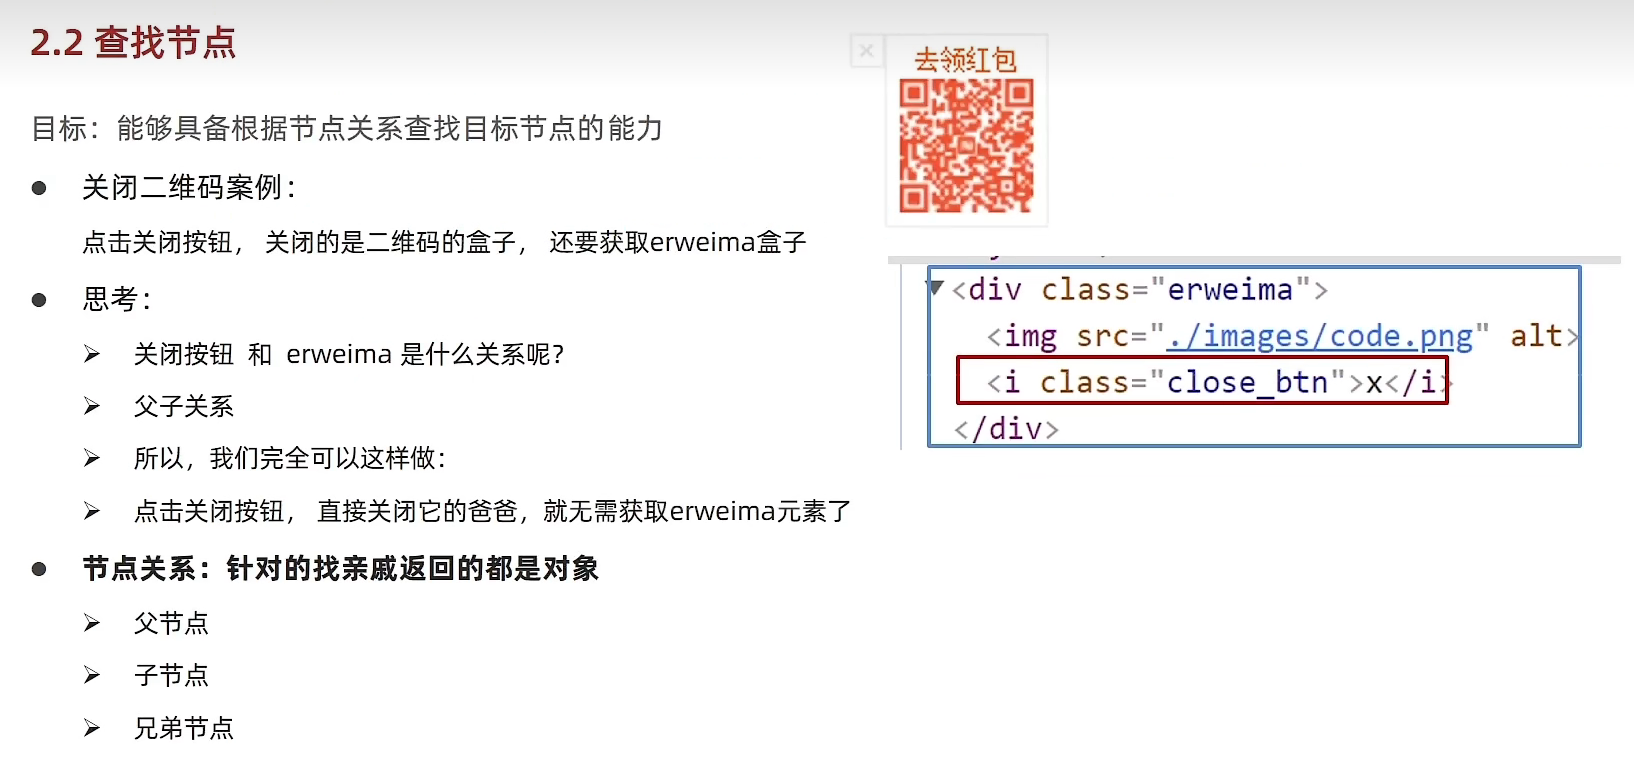 2.2 查找节点
目标：能够具备根据节点关系查找目标节点的能力
● 关闭二维码案例：
点击关闭按钮， 关闭的是二维码的盒子， 还要获取erweima盒子
● 思考：
➢ 关闭按钮 和 erweima 是什么关系呢？
➢ 父子关系
➢ 所以，我们完全可以这样做：
➢ 点击关闭按钮， 直接关闭它的爸爸，就无需获取erweima元素了
● 节点关系：针对的找亲戚返回的都是对象
➢ 父节点
➢ 子节点
➢ 兄弟节点
×
去领红包
▼<div class="erweima">
<img src="./images/code.png" alt>
<i class="close_btn">x</i>
</div>